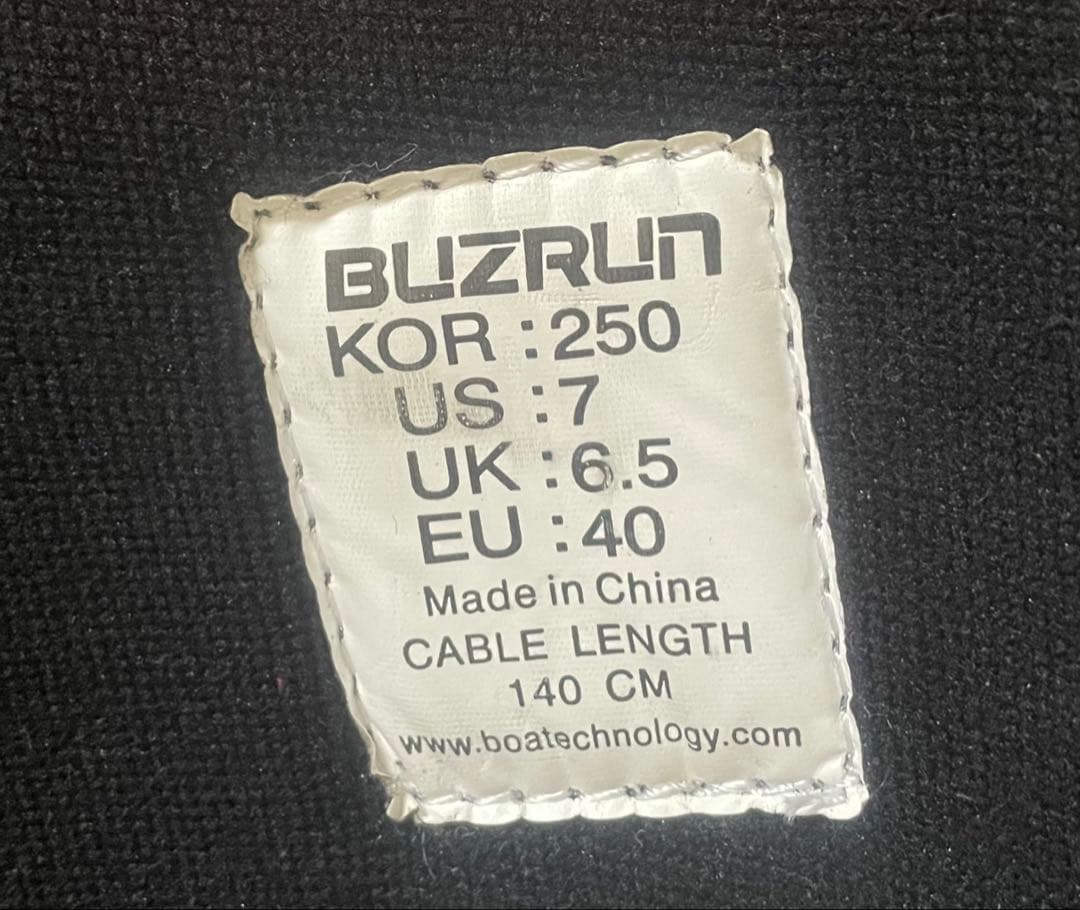 BUZRUN
KOR : 250
US : 7
UK : 6.5
EU : 40
Made in China
CABLE LENGTH
140 CM
www.boatechnology.com